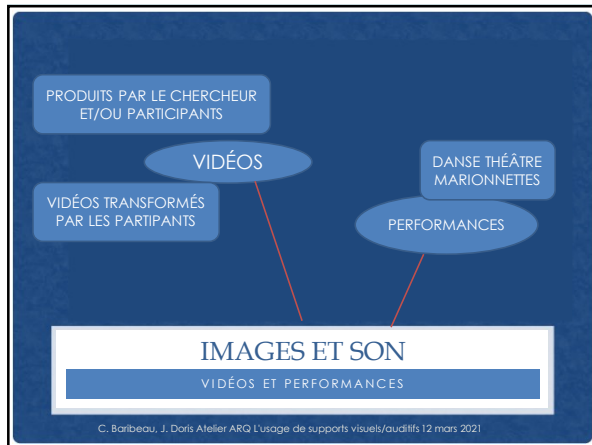 PRODUITS PAR LE CHERCHEUR
ET/OU PARTICIPANTS
VIDÉOS
VIDÉOS TRANSFORMÉS
PAR LES PARTIPANTS
DANSE THÉÂTRE
MARIONNETTES
PERFORMANCES
IMAGES ET SON
VIDÉOS ET PERFORMANCES
C. Baribeau, J. Doris Atelier ARQ L'usage de supports visuels/auditifs 12 mars 2021